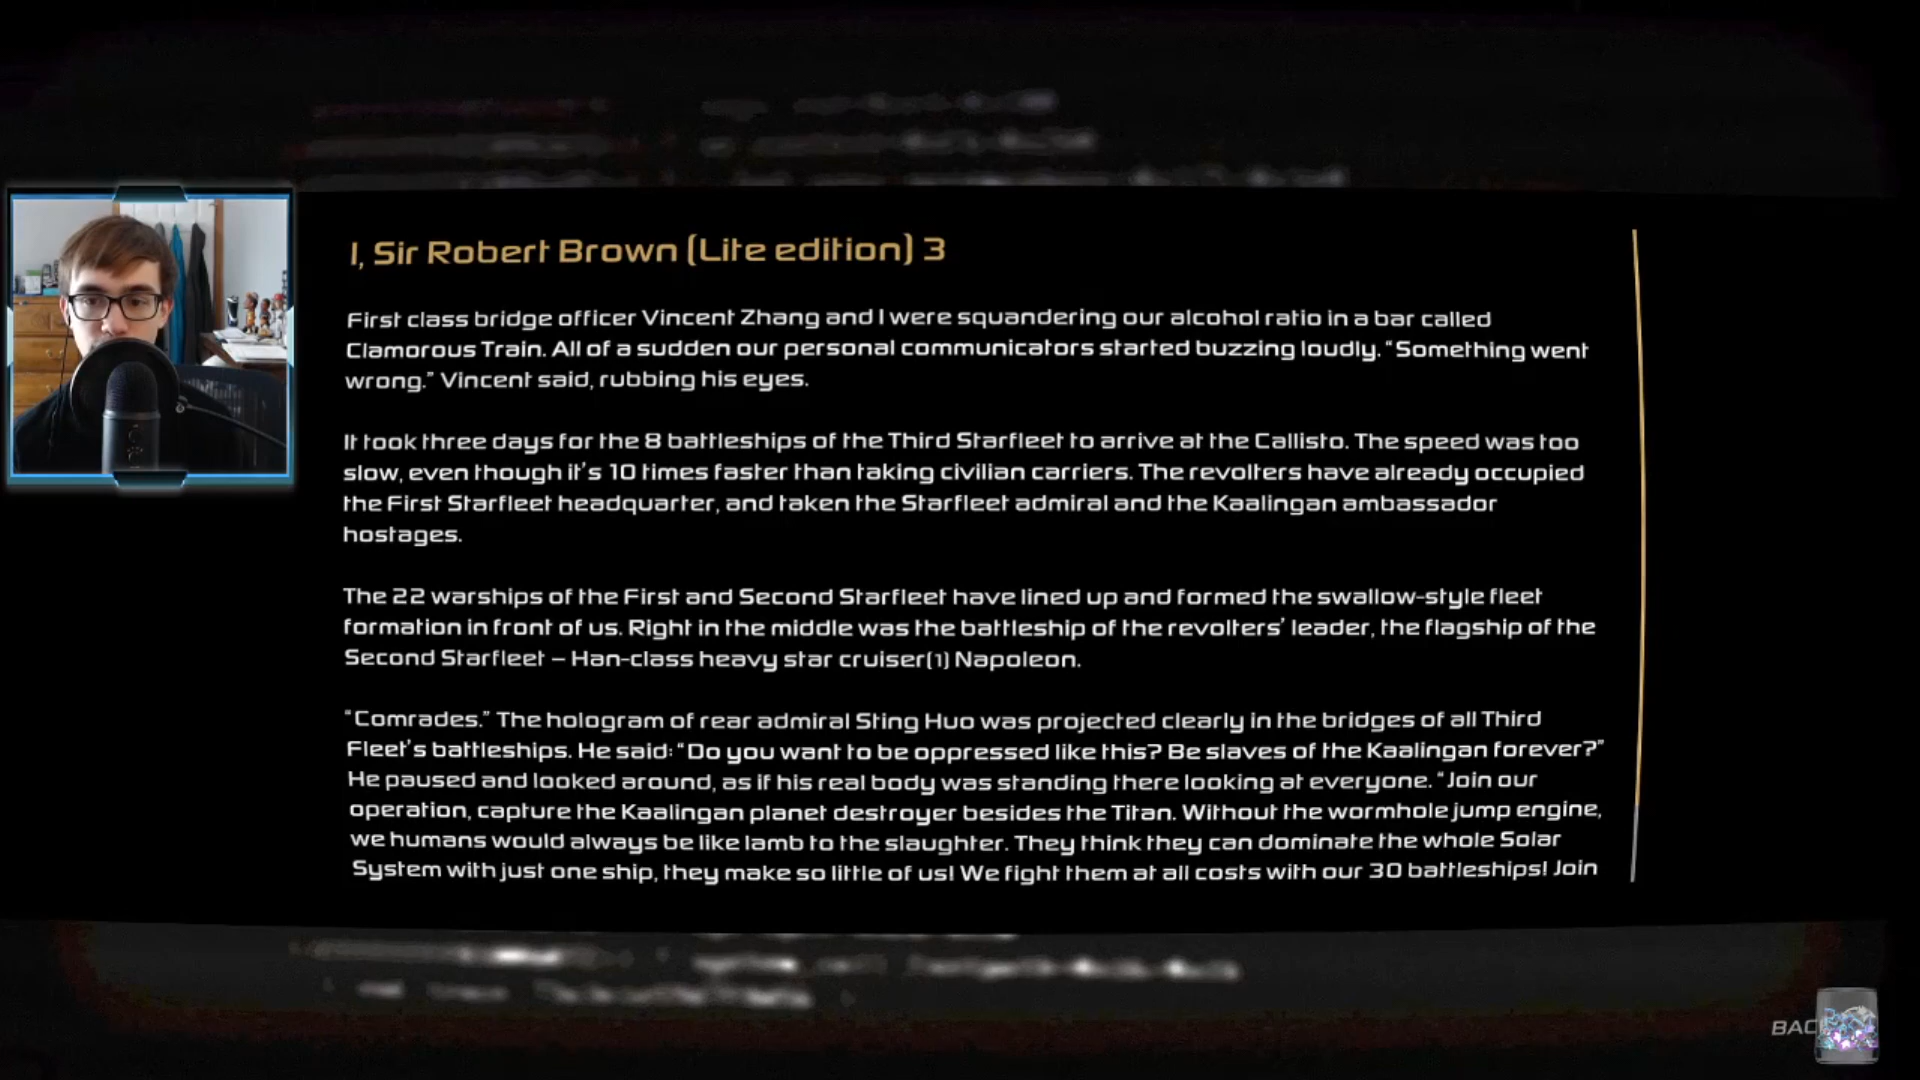 I, Sir Robert Brown (Lite edition) 3
First class bridge officer Vincent Zhang and I were squandering our alcohol ratio in a bar called
Clamorous Train. All of a sudden our personal communicators started buzzing loudly. “Something went
wrong.” Vincent said, rubbing his eyes.
It took three days for the 8 battleships of the Third Starfleet to arrive at the Callisto. The speed was too
slow, even though it’s 10 times faster than taking civilian carriers. The revolters have already occupied
the First Starfleet headquarter, and taken the Starfleet admiral and the Kaalingan ambassador
hostages.
The 22 warships of the First and Second Starfleet have lined up and formed the swallow-style fleet
formation in front of us. Right in the middle was the battleship of the revolters’ leader, the flagship of the
Second Starfleet – Han-class heavy star cruiser(1) Napoleon.
“Comrades.” The hologram of rear admiral Sting Huo was projected clearly in the bridges of all Third
Fleet’s battleships. He said: “Do you want to be oppressed like this? Be slaves of the Kaalingan forever?”
He paused and looked around, as if his real body was standing there looking at everyone. “Join our
operation, capture the Kaalingan planet destroyer besides the Titan. Without the wormhole jump engine,
we humans would always be like lamb to the slaughter. They think they can dominate the whole Solar
System with just one ship, they make so little of us! We fight them at all costs with our 30 battleships! Join